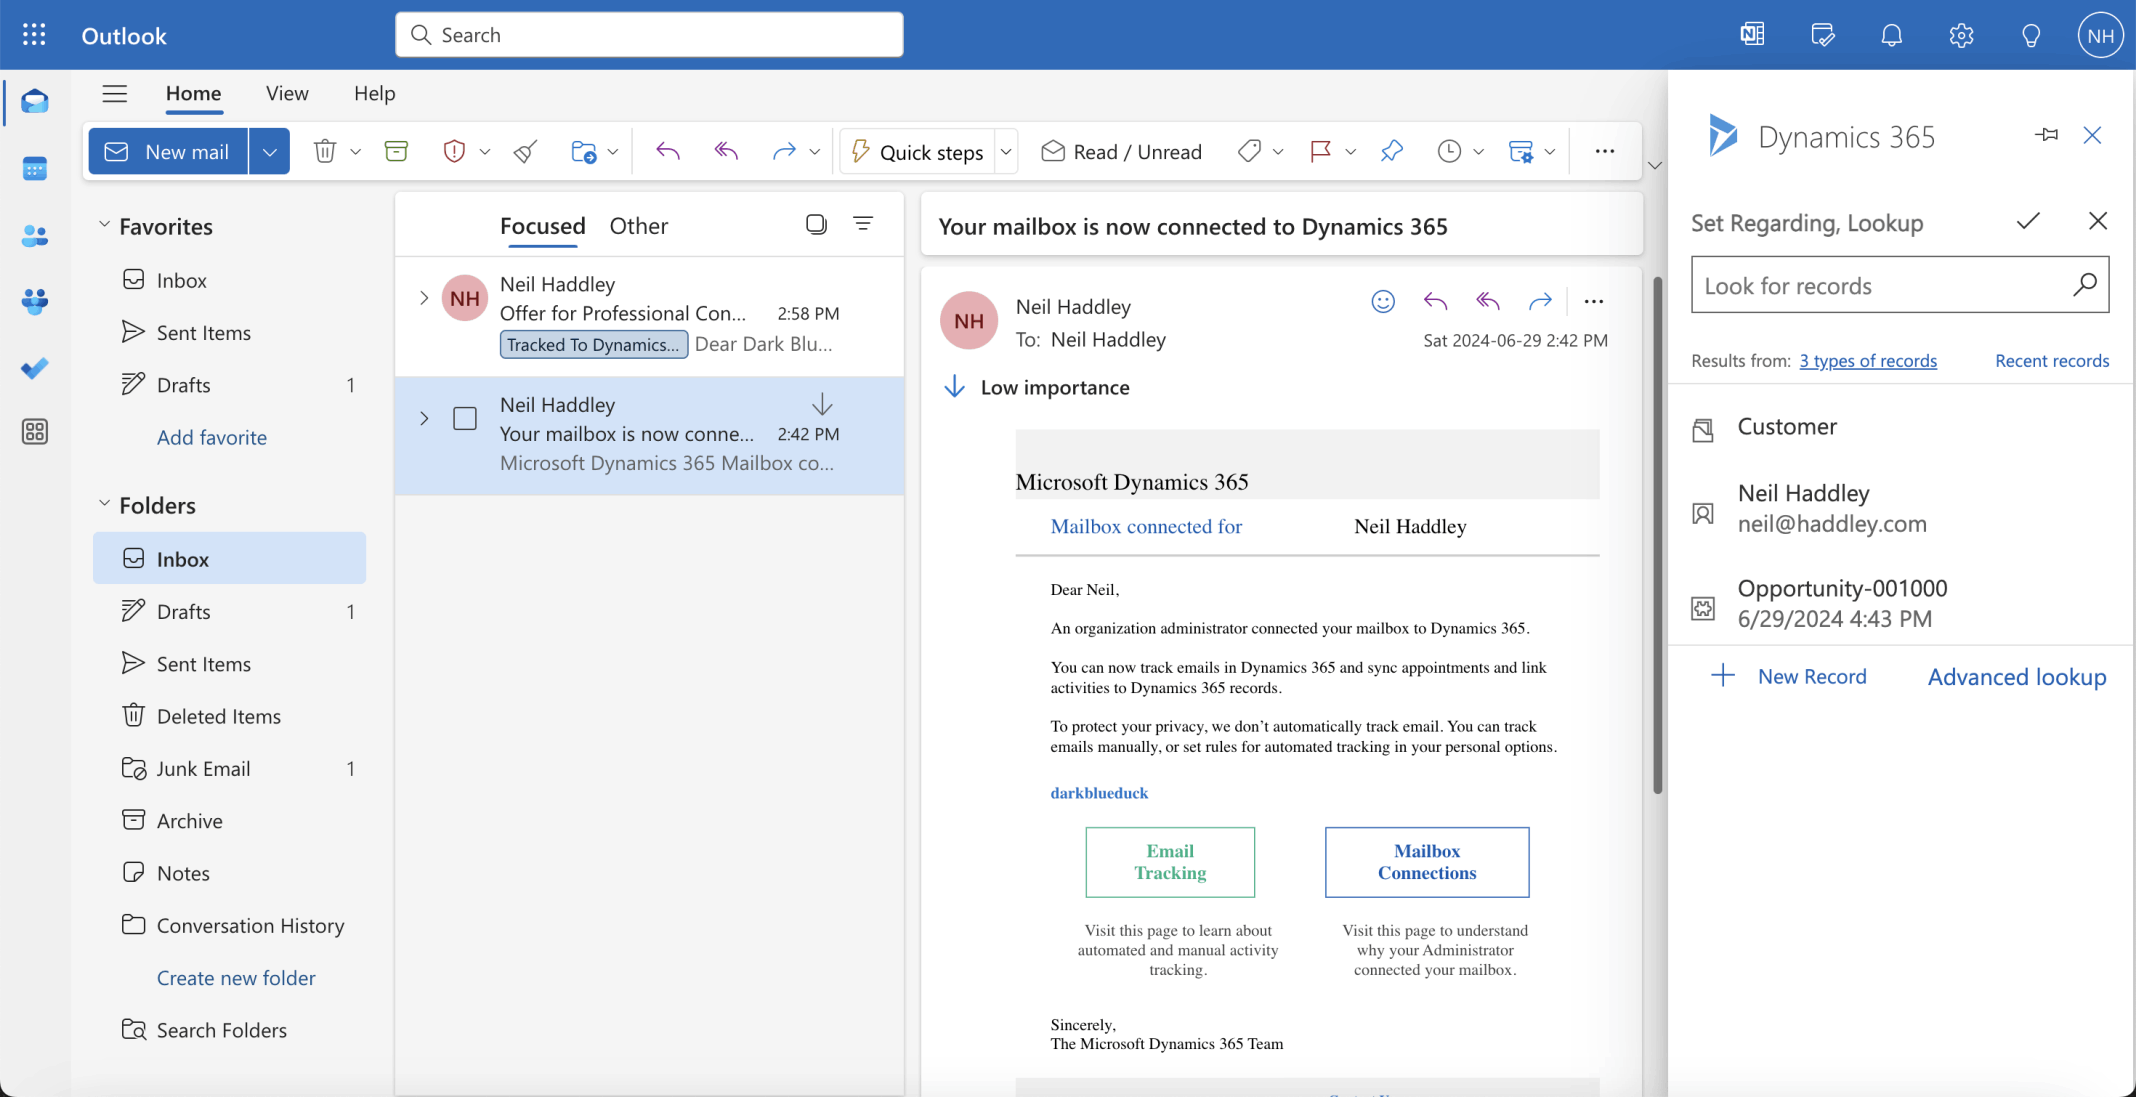 Outlook
Search
NH
Home
View
Help
New mail
Quick steps
Read / Unread
Favorites
Inbox
Sent Items
Drafts 1
Add favorite
Folders
Inbox
Drafts 1
Sent Items
Deleted Items
Junk Email 1
Archive
Notes
Conversation History
Create new folder
Search Folders
Focused
Other
NH
Neil Haddley
Offer for Professional Con... 2:58 PM
Tracked To Dynamics... Dear Dark Blu...
Neil Haddley
Your mailbox is now conne... 2:42 PM
Microsoft Dynamics 365 Mailbox co...
Your mailbox is now connected to Dynamics 365
NH
Neil Haddley
To: Neil Haddley
Sat 2024-06-29 2:42 PM
Low importance
Microsoft Dynamics 365
Mailbox connected for Neil Haddley
Dear Neil,
An organization administrator connected your mailbox to Dynamics 365.
You can now track emails in Dynamics 365 and sync appointments and link
activities to Dynamics 365 records.
To protect your privacy, we don’t automatically track email. You can track
emails manually, or set rules for automated tracking in your personal options.
darkblueduck
Email
Tracking
Visit this page to learn about
automated and manual activity
tracking.
Mailbox
Connections
Visit this page to understand
why your Administrator
connected your mailbox.
Sincerely,
The Microsoft Dynamics 365 Team
Dynamics 365
Set Regarding, Lookup
Look for records
Results from: 3 types of records
Recent records
Customer
Neil Haddley
neil@haddley.com
Opportunity-001000
6/29/2024 4:43 PM
New Record
Advanced lookup